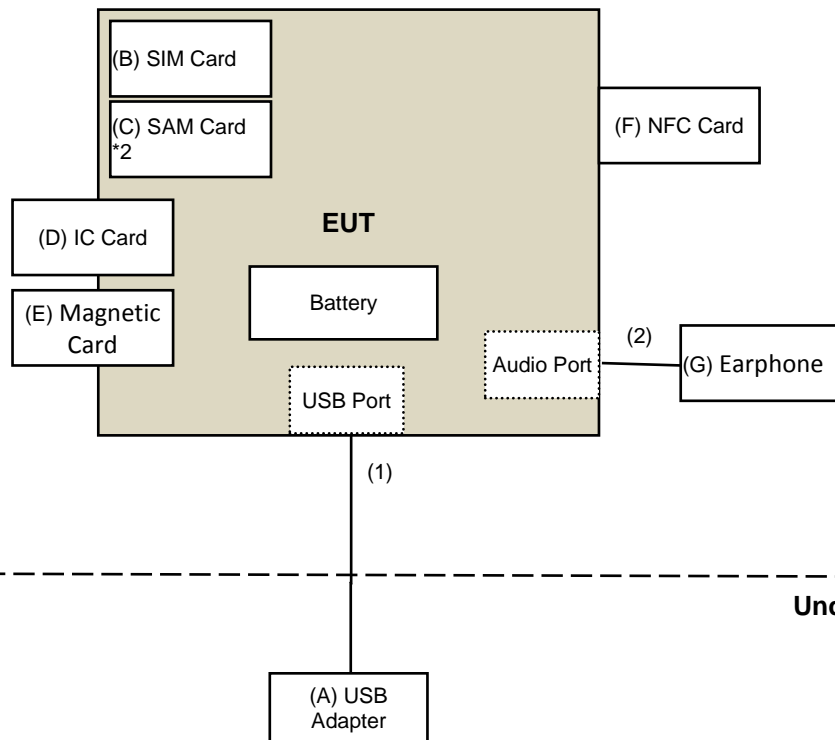 (B) SIM Card
(C) SAM Card
*2
(F) NFC Card
(D) IC Card
EUT
(E) Magnetic
Card
Battery
Audio Port
(2)
(G) Earphone
USB Port
(1)
(A) USB
Adapter